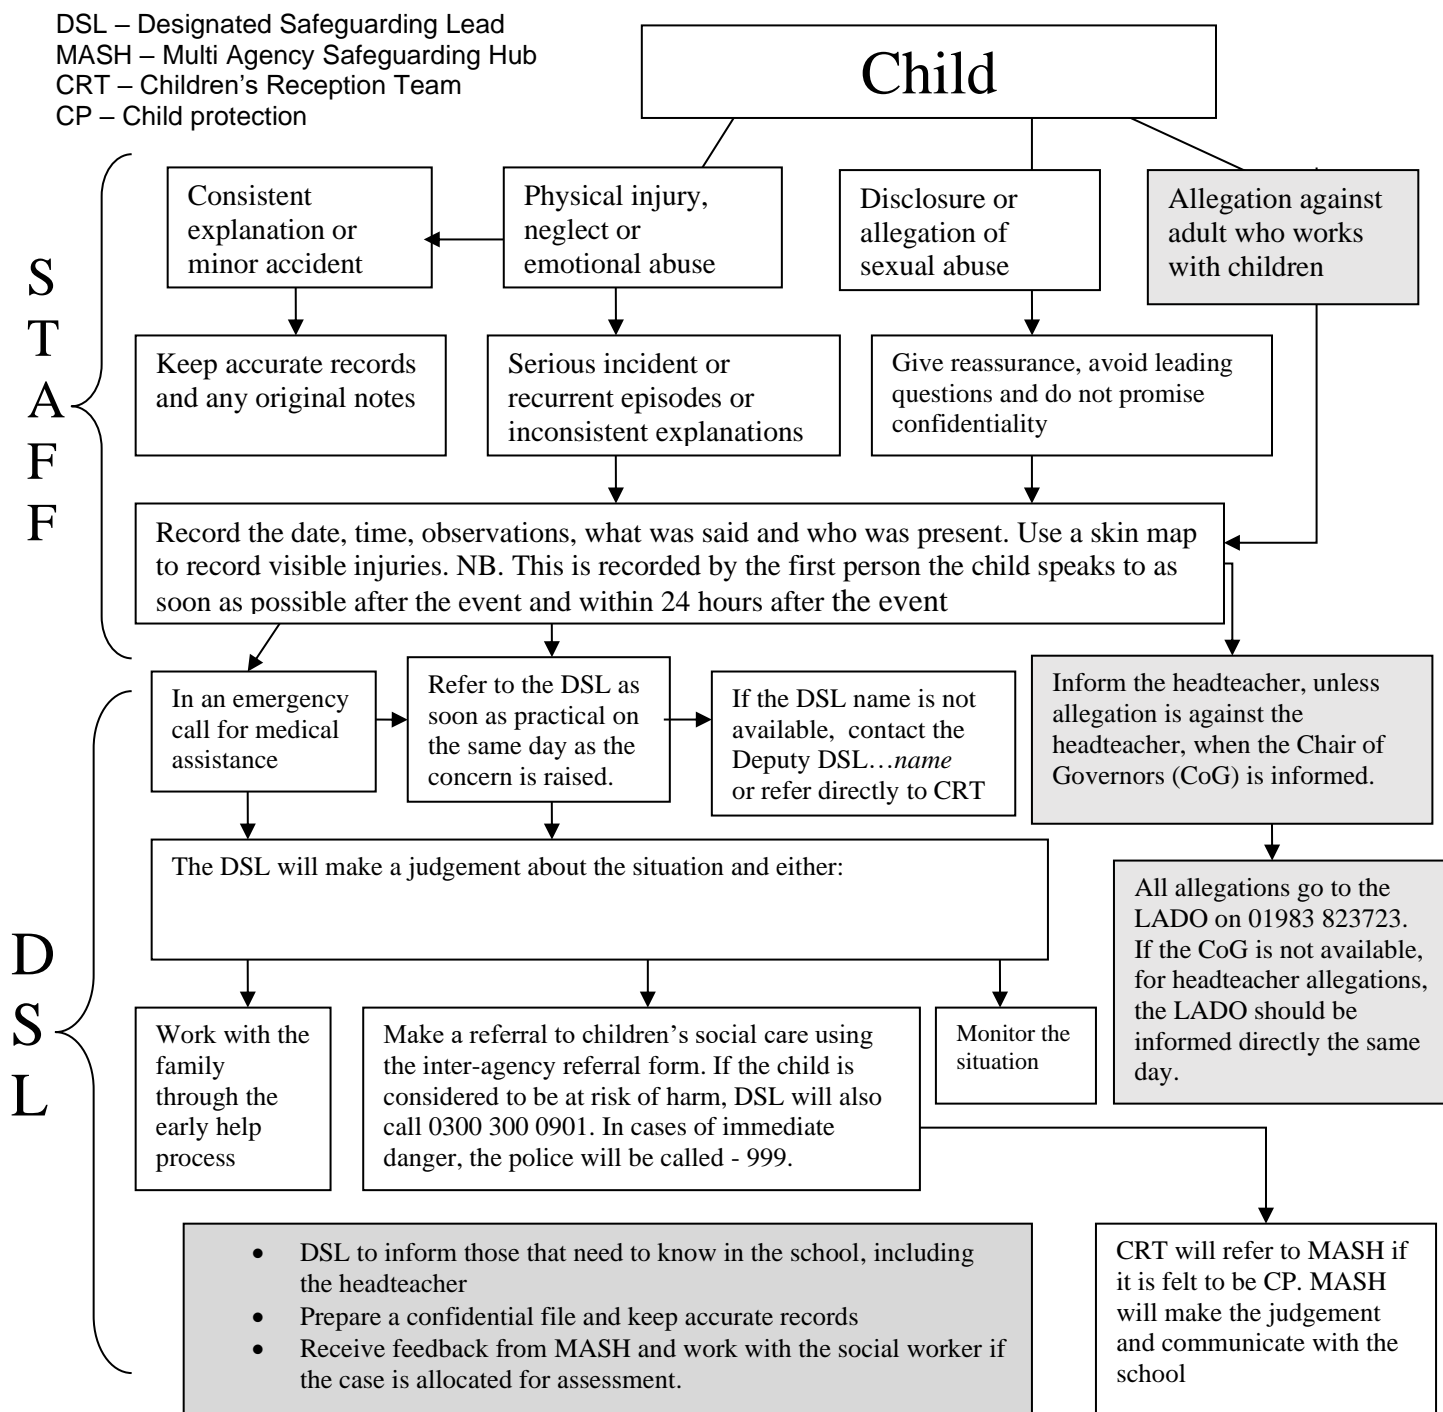 DSL – Designated Safeguarding Lead
MASH – Multi Agency Safeguarding Hub
CRT – Children's Reception Team
CP – Child protection
Child
S
T
A
F
F
Consistent
explanation or
minor accident
Physical injury,
neglect or
emotional abuse
Disclosure or
allegation of
sexual abuse
Allegation against
adult who works
with children
Keep accurate records
and any original notes
Serious incident or
recurrent episodes or
inconsistent explanations
Give reassurance, avoid leading
questions and do not promise
confidentiality
Record the date, time, observations, what was said and who was present. Use a skin map
to record visible injuries. NB. This is recorded by the first person the child speaks to as
soon as possible after the event and within 24 hours after the event
D
S
L
In an emergency
call for medical
assistance
Refer to the DSL as
soon as practical on
the same day as the
concern is raised.
If the DSL name is not
available,  contact the
Deputy DSL…name
or refer directly to CRT
Inform the headteacher, unless
allegation is against the
headteacher, when the Chair of
Governors (CoG) is informed.
The DSL will make a judgement about the situation and either:
All allegations go to the
LADO on 01983 823723.
If the CoG is not available,
for headteacher allegations,
the LADO should be
informed directly the same
day.
Work with the
family
through the
early help
process
Make a referral to children's social care using
the inter-agency referral form. If the child is
considered to be at risk of harm, DSL will also
call 0300 300 0901. In cases of immediate
danger, the police will be called - 999.
Monitor the
situation
• DSL to inform those that need to know in the school, including
the headteacher
• Prepare a confidential file and keep accurate records
• Receive feedback from MASH and work with the social worker if
the case is allocated for assessment.
CRT will refer to MASH if
it is felt to be CP. MASH
will make the judgement
and communicate with the
school